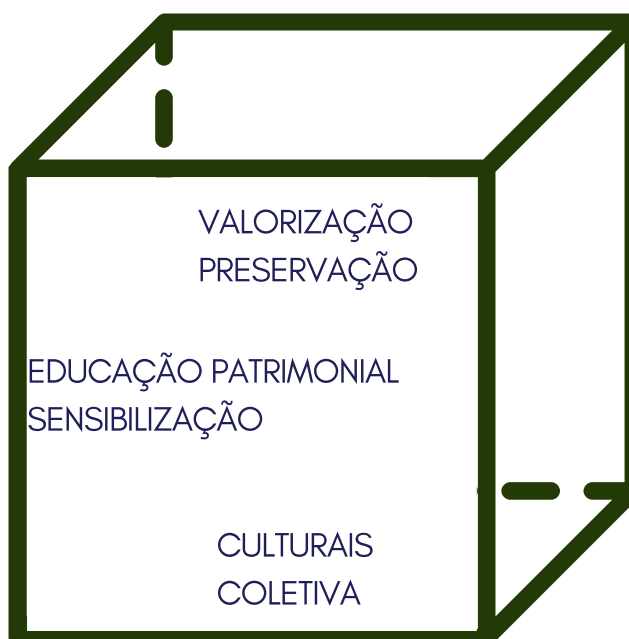 VALORIZAÇÃO
PRESERVAÇÃO
EDUCAÇÃO PATRIMONIAL
SENSIBILIZAÇÃO
CULTURAIS
COLETIVA